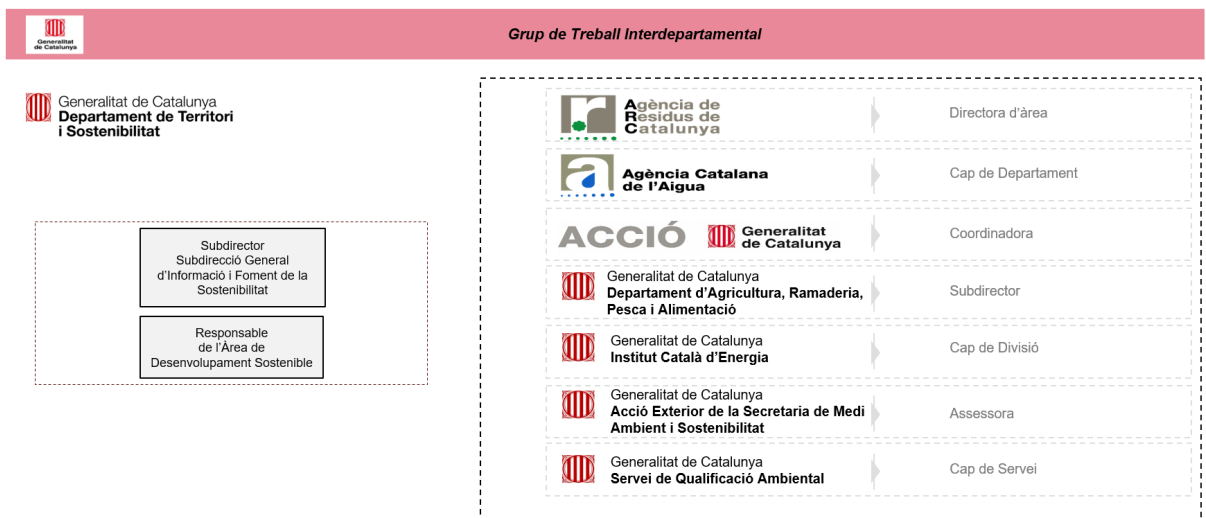 Generalitat
de Catalunya
Grup de Treball Interdepartamental
Generalitat de Catalunya
Departament de Territori
i Sostenibilitat
Subdirector
Subdirecció General
d'Informació i Foment de la
Sostenibilitat
Responsable
de l'Àrea de
Desenvolupament Sostenible
Agència de
Residus de
Catalunya
Directora d'àrea
Agència Catalana
de l'Aigua
Cap de Departament
ACCIÓ
Generalitat
de Catalunya
Coordinadora
Generalitat de Catalunya
Departament d'Agricultura, Ramaderia,
Pesca i Alimentació
Subdirector
Generalitat de Catalunya
Institut Català d'Energia
Cap de Divisió
Generalitat de Catalunya
Acció Exterior de la Secretaria de Medi
Ambient i Sostenibilitat
Assessora
Generalitat de Catalunya
Servei de Qualificació Ambiental
Cap de Servei